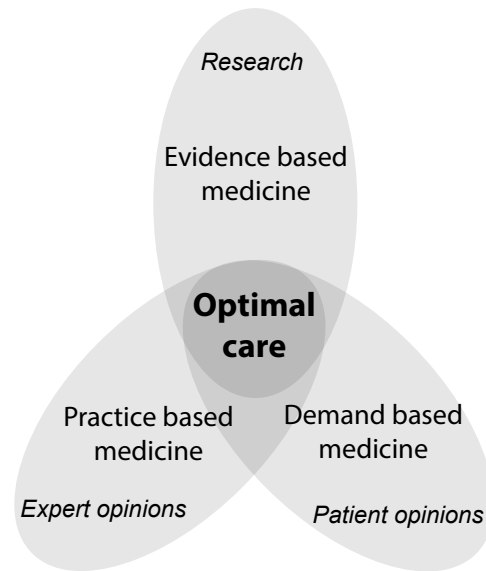 Research
Evidence based
medicine
Optimal
care
Practice based
medicine
Demand based
medicine
Expert opinions
Patient opinions